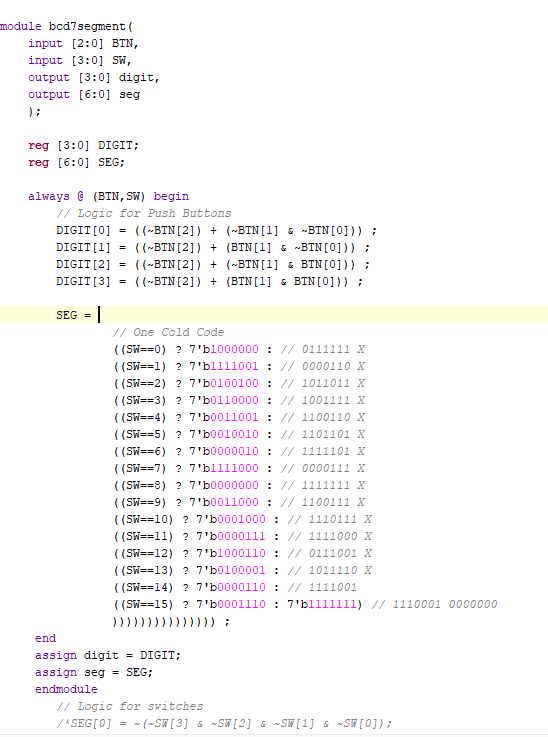 module bcd7segment(
input [2:0] BTN,
input [3:0] SW,
output [3:0] digit,
output [6:0] seg
);
reg [3:0] DIGIT;
reg [6:0] SEG;
always @ (BTN,SW) begin
// Logic for Push Buttons
DIGIT[0] = ((~BTN[2]) + (~BTN[1] & ~BTN[0])) ;
DIGIT[1] = ((~BTN[2]) + (BTN[1] & ~BTN[0])) ;
DIGIT[2] = ((~BTN[2]) + (~BTN[1] & BTN[0])) ;
DIGIT[3] = ((~BTN[2]) + (BTN[1] & BTN[0])) ;
SEG =
// One Cold Code
((SW==0) ? 7'b1000000 : // 0111111 X
((SW==1) ? 7'b1111001 : // 0000110 X
((SW==2) ? 7'b0100100 : // 1011011 X
((SW==3) ? 7'b0110000 : // 1001111 X
((SW==4) ? 7'b0011001 : // 1100110 X
((SW==5) ? 7'b0010010 : // 1101101 X
((SW==6) ? 7'b0000010 : // 1111101 X
((SW==7) ? 7'b1111000 : // 0000111 X
((SW==8) ? 7'b0000000 : // 1111111 X
((SW==9) ? 7'b0011000 : // 1100111 X
((SW==10) ? 7'b0001000 : // 1110111 X
((SW==11) ? 7'b0000111 : // 1111000 X
((SW==12) ? 7'b1000110 : // 0111001 X
((SW==13) ? 7'b0100001 : // 1011110 X
((SW==14) ? 7'b0000110 : // 1111001
((SW==15) ? 7'b0001110 : 7'b1111111) // 1110001 0000000
))))))))))))))) ;
end
assign digit = DIGIT;
assign seg = SEG;
endmodule
// Logic for switches
/*SEG[0] = ~(~SW[3] & ~SW[2] & ~SW[1] & ~SW[0]);